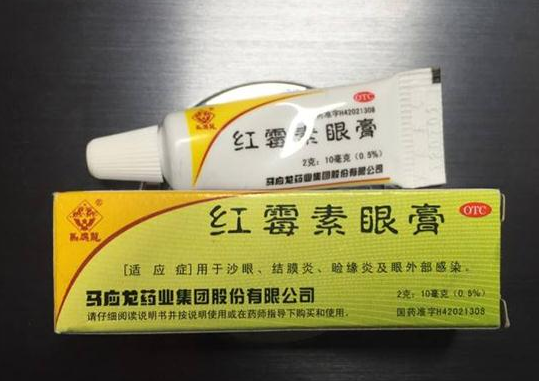 OTC
国药准字H42021308
红霉素眼膏
2克：10毫克（0.5%）
马应龙药业集团股份有限公司
馬應龍
红霉素眼膏
OTC
馬應龍
[适应症]用于沙眼、结膜炎、睑缘炎及眼外部感染。
马应龙药业集团股份有限公司
2克：10毫克（0.5%）
请仔细阅读说明书并按说明使用或在药师指导下购买和使用。
国药准字H42021308